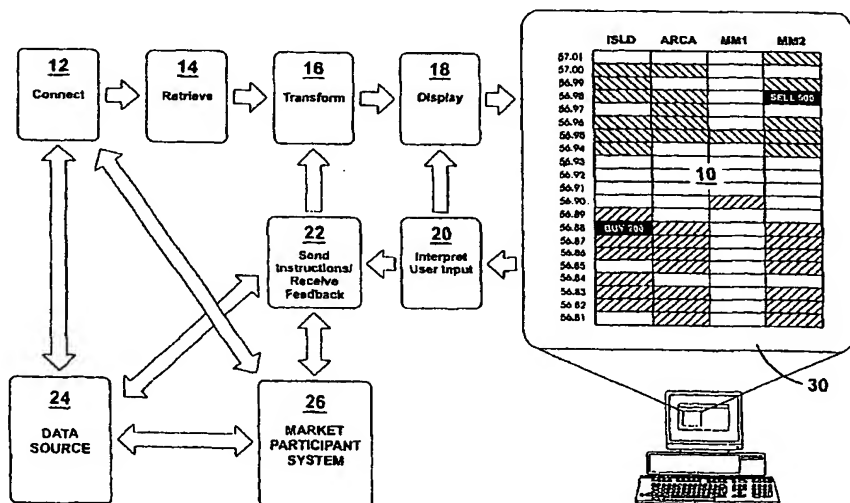 12
Connect
14
Retrieve
16
Transform
18
Display
22
Send
Instructions/
Receive
Feedback
20
Interpret
User Input
24
DATA
SOURCE
26
MARKET
PARTICIPANT
SYSTEM
ISLD ARCA MM1 MM2
57.01
57.00
56.99
56.98 SELL 900
56.97
56.96
56.95
56.94
56.93
56.92 10
56.91
56.90
56.89
56.88 BUY 200
56.87
56.86
56.85
56.84
56.83
56.82
56.81
30